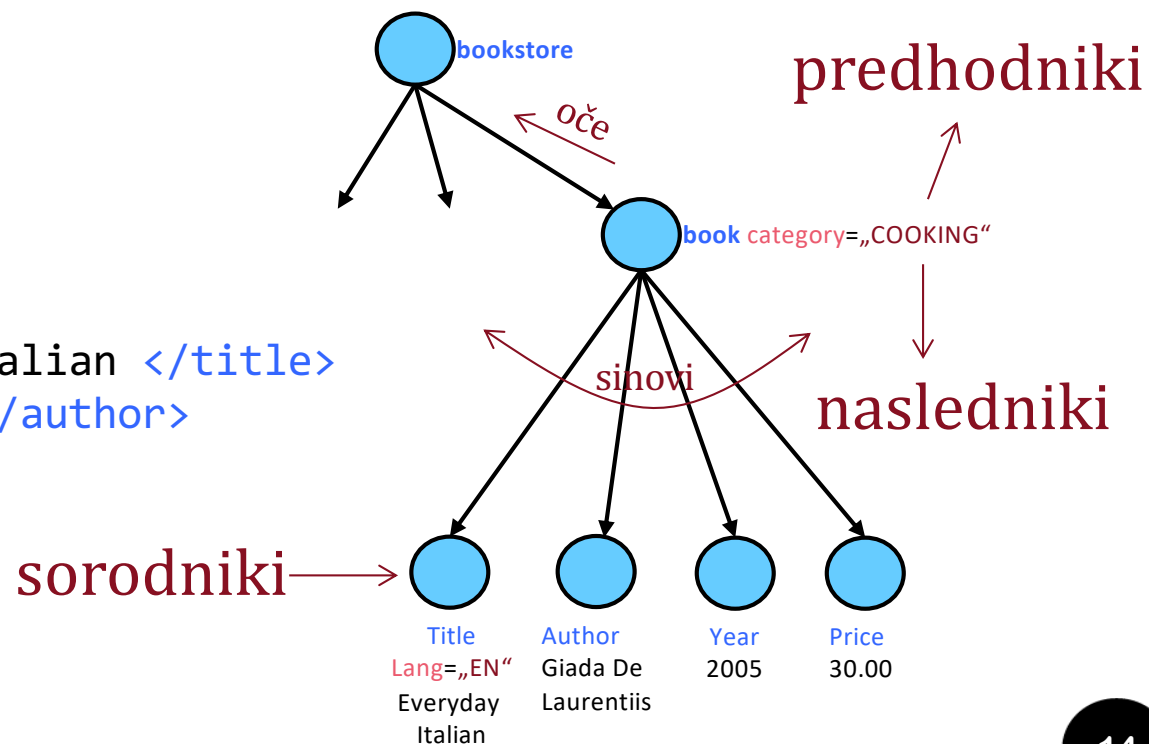 bookstore
predhodniki
oče
book category=„COOKING“
alian </title>
/author>
sinovi
nasledniki
sorodniki
Title
Lang=„EN“
Everyday
Italian
Author
Giada De
Laurentiis
Year
2005
Price
30.00